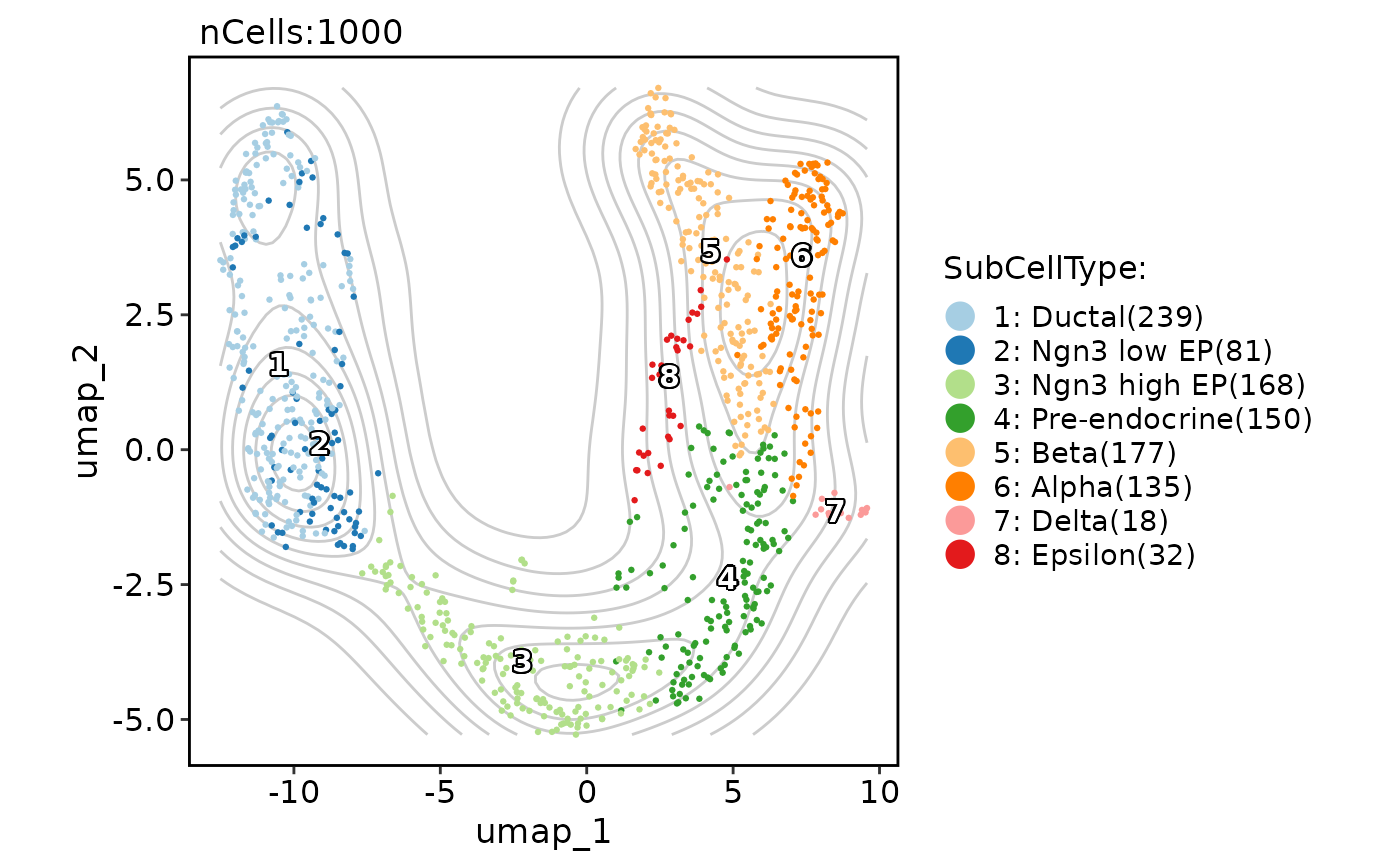 nCells:1000
umap_2
5.0
2.5
0.0
-2.5
-5.0
1
2
3
4
5
6
7
8
-10
-5
0
5
10
umap_1
SubCellType:
1: Ductal(239)
2: Ngn3 low EP(81)
3: Ngn3 high EP(168)
4: Pre-endocrine(150)
5: Beta(177)
6: Alpha(135)
7: Delta(18)
8: Epsilon(32)